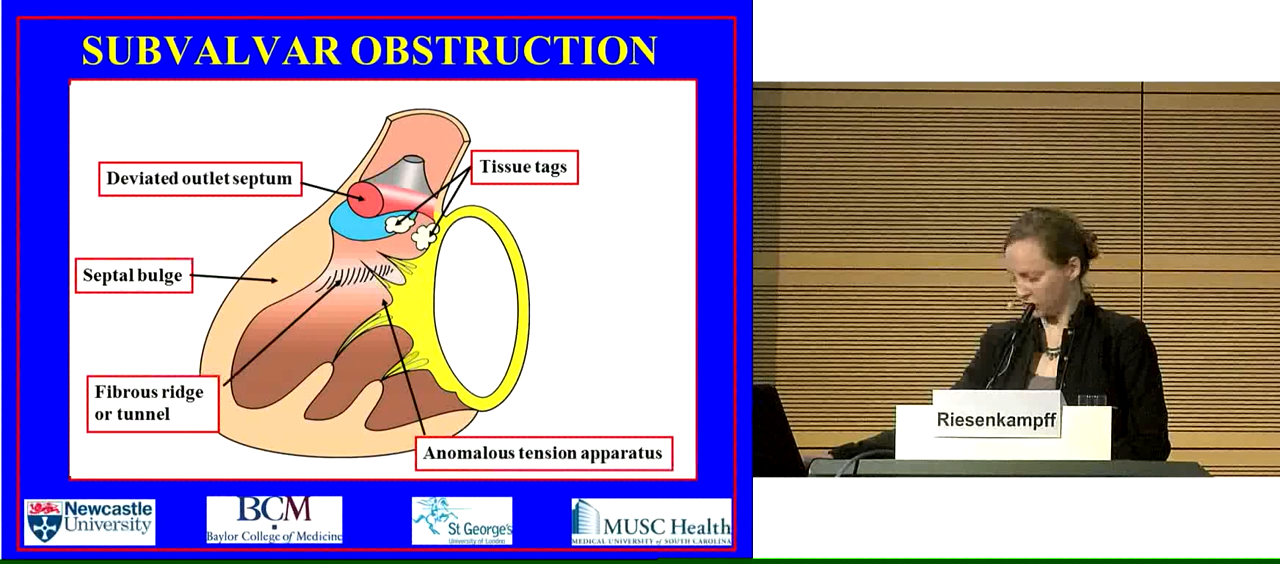 SUBVALVAR OBSTRUCTION
Deviated outlet septum
Tissue tags
Septal bulge
Fibrous ridge
or tunnel
Anomalous tension apparatus
Newcastle
University
BCM
Baylor College of Medicine
St George's
University of London
MUSC Health
MEDICAL UNIVERSITY of SOUTH CAROLINA
Riesenkampff